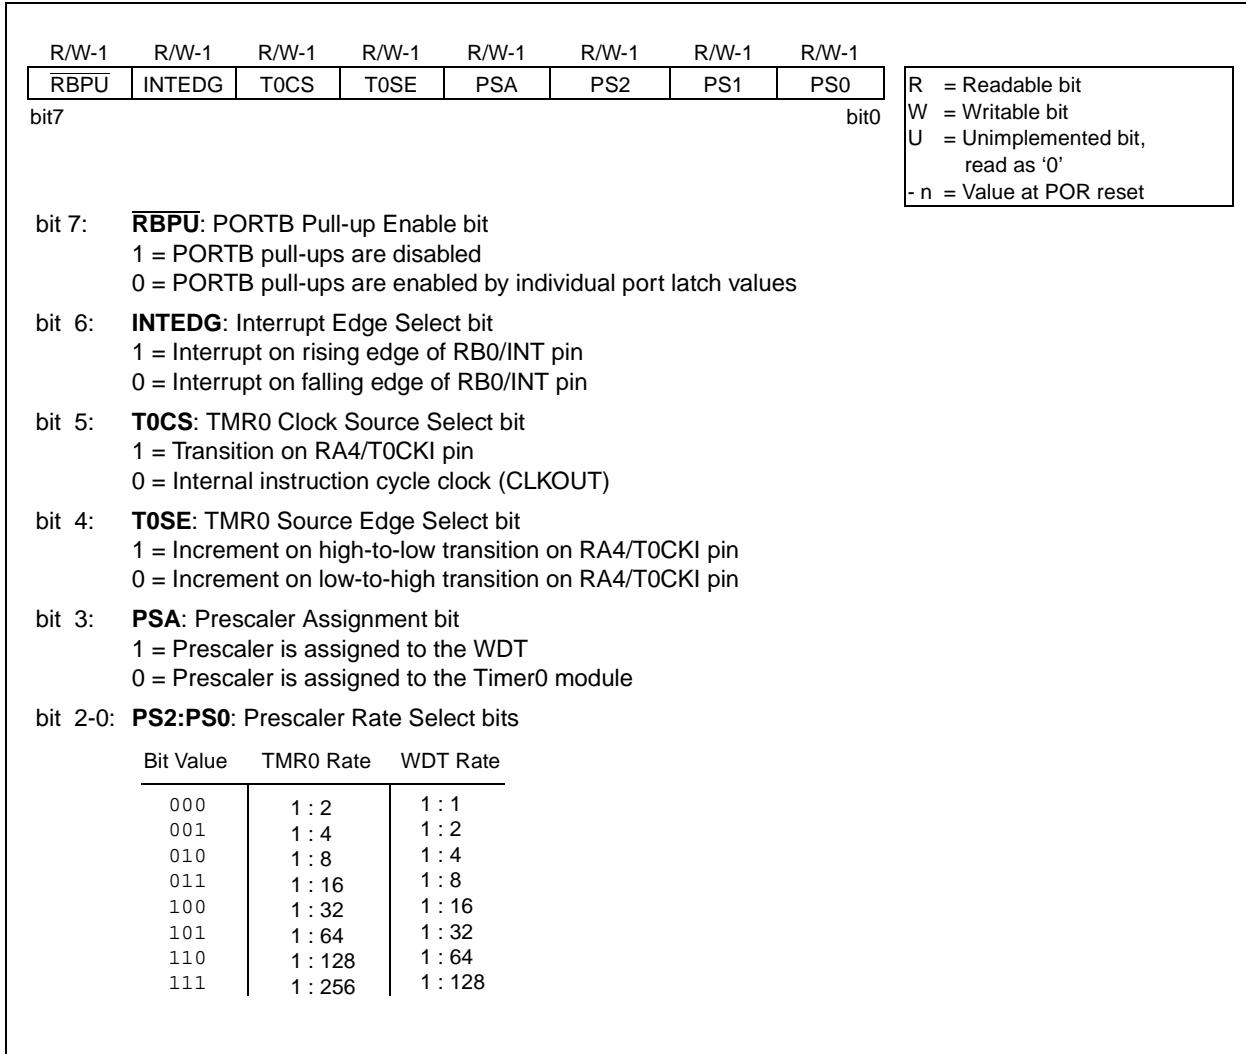 R/W-1 R/W-1 R/W-1 R/W-1 R/W-1 R/W-1 R/W-1 R/W-1
RBPU INTEDG T0CS T0SE PSA PS2 PS1 PS0
bit7 bit0
R = Readable bit
W = Writable bit
U = Unimplemented bit,
read as ‘0’
- n = Value at POR reset
bit 7: RBPU: PORTB Pull-up Enable bit
1 = PORTB pull-ups are disabled
0 = PORTB pull-ups are enabled by individual port latch values
bit 6: INTEDG: Interrupt Edge Select bit
1 = Interrupt on rising edge of RB0/INT pin
0 = Interrupt on falling edge of RB0/INT pin
bit 5: T0CS: TMR0 Clock Source Select bit
1 = Transition on RA4/T0CKI pin
0 = Internal instruction cycle clock (CLKOUT)
bit 4: T0SE: TMR0 Source Edge Select bit
1 = Increment on high-to-low transition on RA4/T0CKI pin
0 = Increment on low-to-high transition on RA4/T0CKI pin
bit 3: PSA: Prescaler Assignment bit
1 = Prescaler is assigned to the WDT
0 = Prescaler is assigned to the Timer0 module
bit 2-0: PS2:PS0: Prescaler Rate Select bits
Bit Value TMR0 Rate WDT Rate
000 1 : 2 1 : 1
001 1 : 4 1 : 2
010 1 : 8 1 : 4
011 1 : 16 1 : 8
100 1 : 32 1 : 16
101 1 : 64 1 : 32
110 1 : 128 1 : 64
111 1 : 256 1 : 128